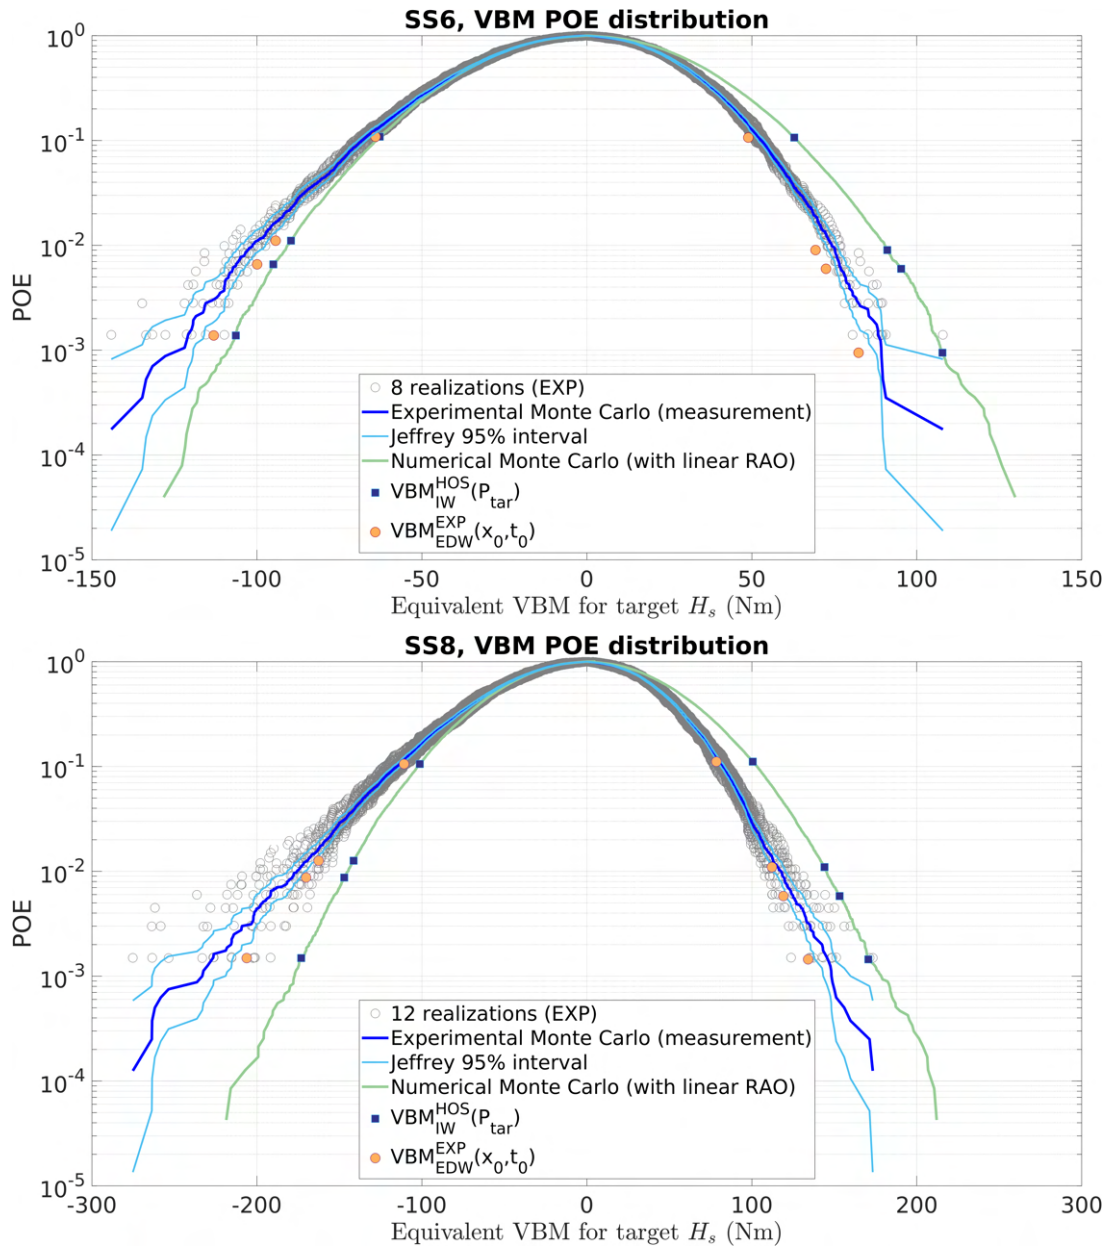 SS6, VBM POE distribution
10^0
10^-1
10^-2
10^-3
10^-4
10^-5
POE
8 realizations (EXP)
Experimental Monte Carlo (measurement)
Jeffrey 95% interval
Numerical Monte Carlo (with linear RAO)
VBM_IW^HOS(P_tar)
VBM_EDW^EXP(x_0,t_0)
-150 -100 -50 0 50 100 150
Equivalent VBM for target H_s (Nm)
SS8, VBM POE distribution
10^0
10^-1
10^-2
10^-3
10^-4
10^-5
POE
12 realizations (EXP)
Experimental Monte Carlo (measurement)
Jeffrey 95% interval
Numerical Monte Carlo (with linear RAO)
VBM_IW^HOS(P_tar)
VBM_EDW^EXP(x_0,t_0)
-300 -200 -100 0 100 200 300
Equivalent VBM for target H_s (Nm)